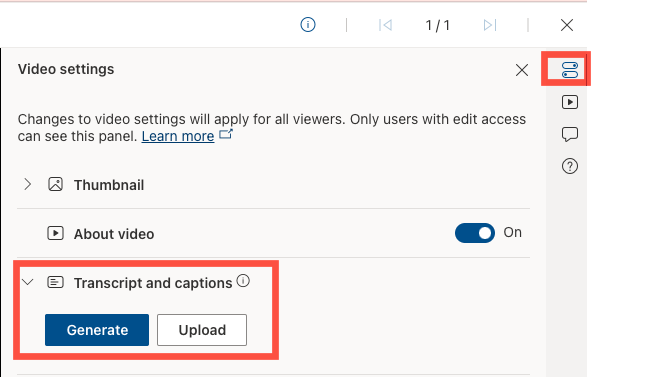 1 / 1
Video settings
Changes to video settings will apply for all viewers. Only users with edit access
can see this panel. Learn more
Thumbnail
About video
On
Transcript and captions
Generate
Upload